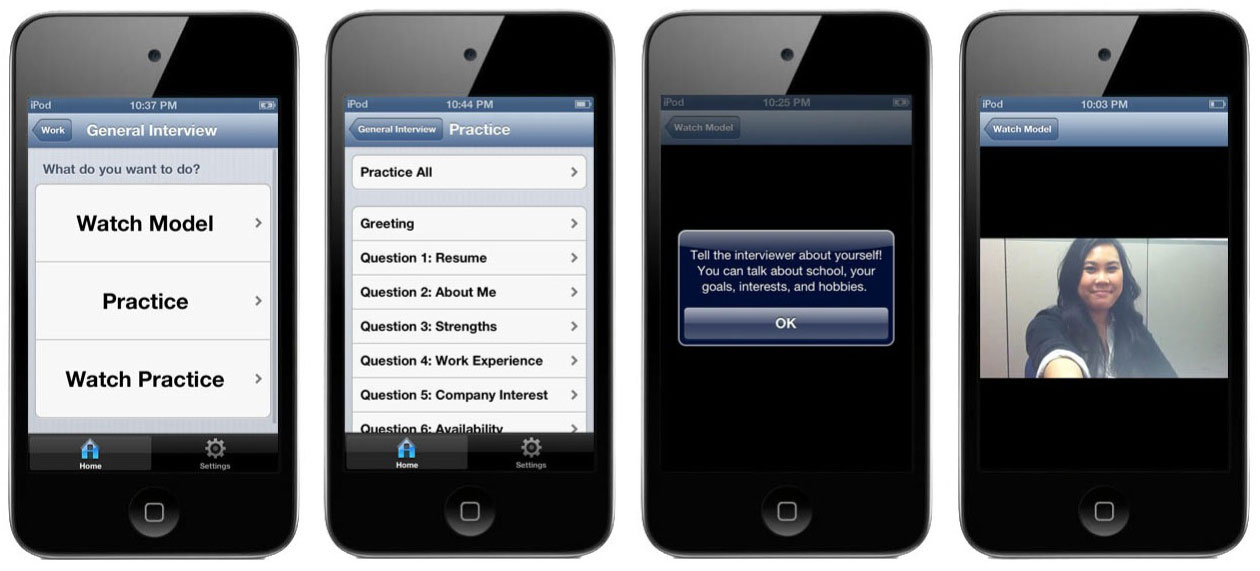 iPod 10:37 PM
Work General Interview
What do you want to do?
Watch Model
Practice
Watch Practice
Home Settings
iPod 10:44 PM
General Interview Practice
Practice All
Greeting
Question 1: Resume
Question 2: About Me
Question 3: Strengths
Question 4: Work Experience
Question 5: Company Interest
Question 6: Availability
Home Settings
iPod 10:25 PM
Watch Model
Tell the interviewer about yourself!
You can talk about school, your
goals, interests, and hobbies.
OK
iPod 10:03 PM
Watch Model